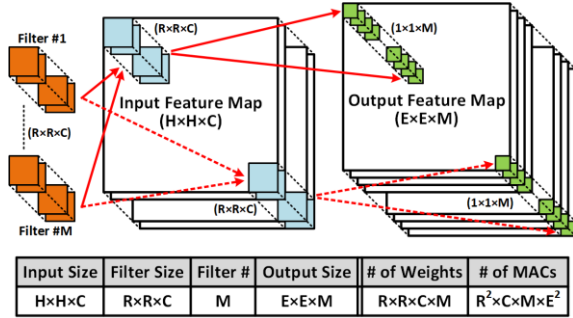 Filter #1
(R×R×C)
Filter #M
(R×R×C)
Input Feature Map
(H×H×C)
(R×R×C)
(1×1×M)
Output Feature Map
(E×E×M)
(1×1×M)
Input Size Filter Size Filter # Output Size # of Weights # of MACs
H×H×C R×R×C M E×E×M R×R×C×M R²×C×M×E²